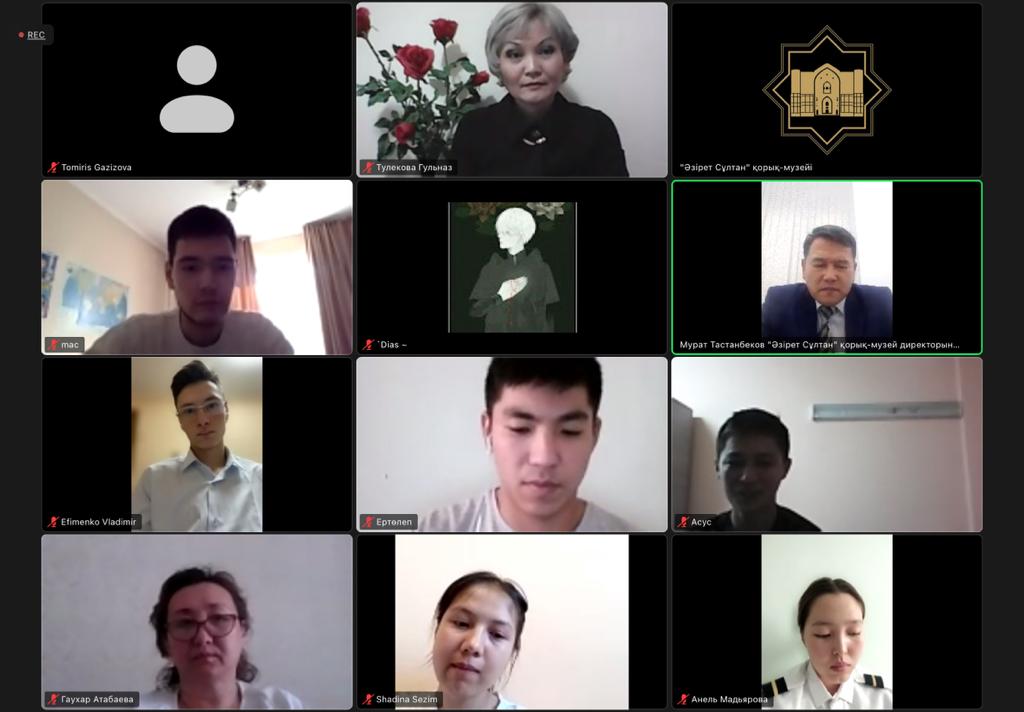 REC
Tomiris Gazizova
Тулекова Гульназ
"Әзірет Сұлтан" қорық-музейі
mac
`Dias ~
Мурат Тастанбеков "Әзірет Сұлтан" қорық-музей директорын...
Efimenko Vladimir
Ертөлеп
Асус
Гаухар Атабаева
Shadina Sezim
Анель Мадьярова